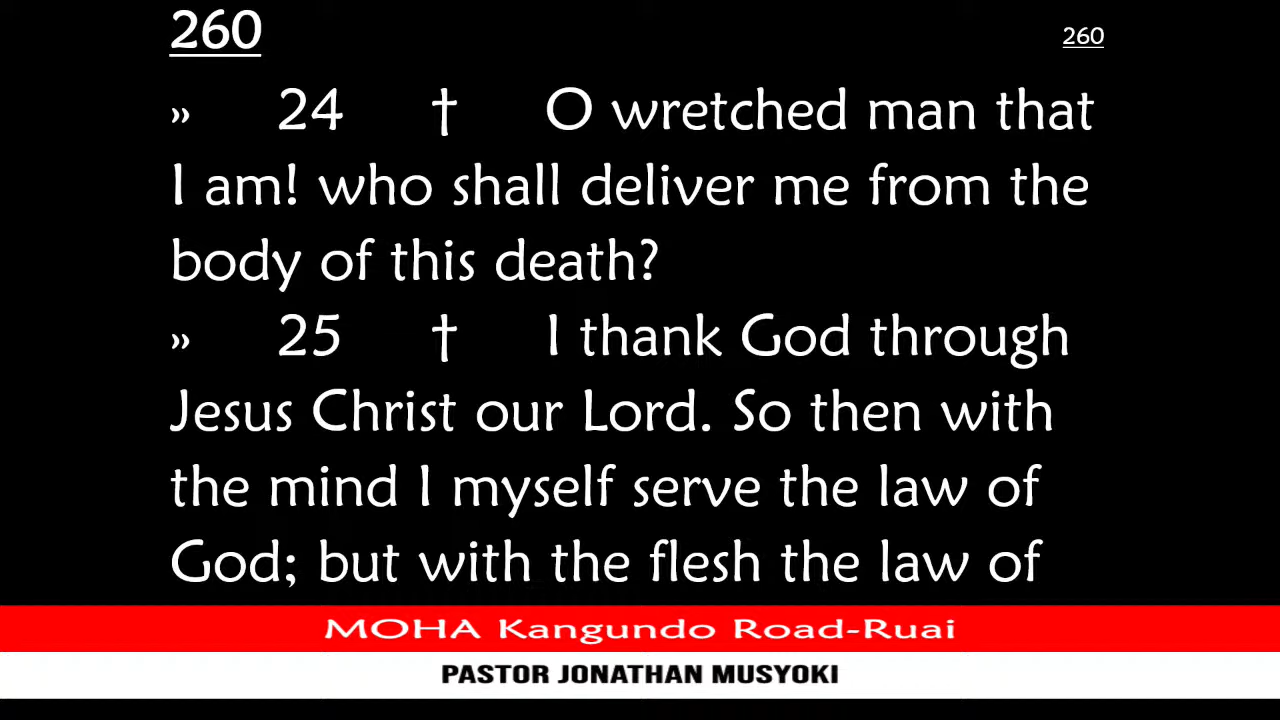 260 260
» 24 † O wretched man that
I am! who shall deliver me from the
body of this death?
» 25 † I thank God through
Jesus Christ our Lord. So then with
the mind I myself serve the law of
God; but with the flesh the law of
MOHA Kangundo Road-Ruai
PASTOR JONATHAN MUSYOKI